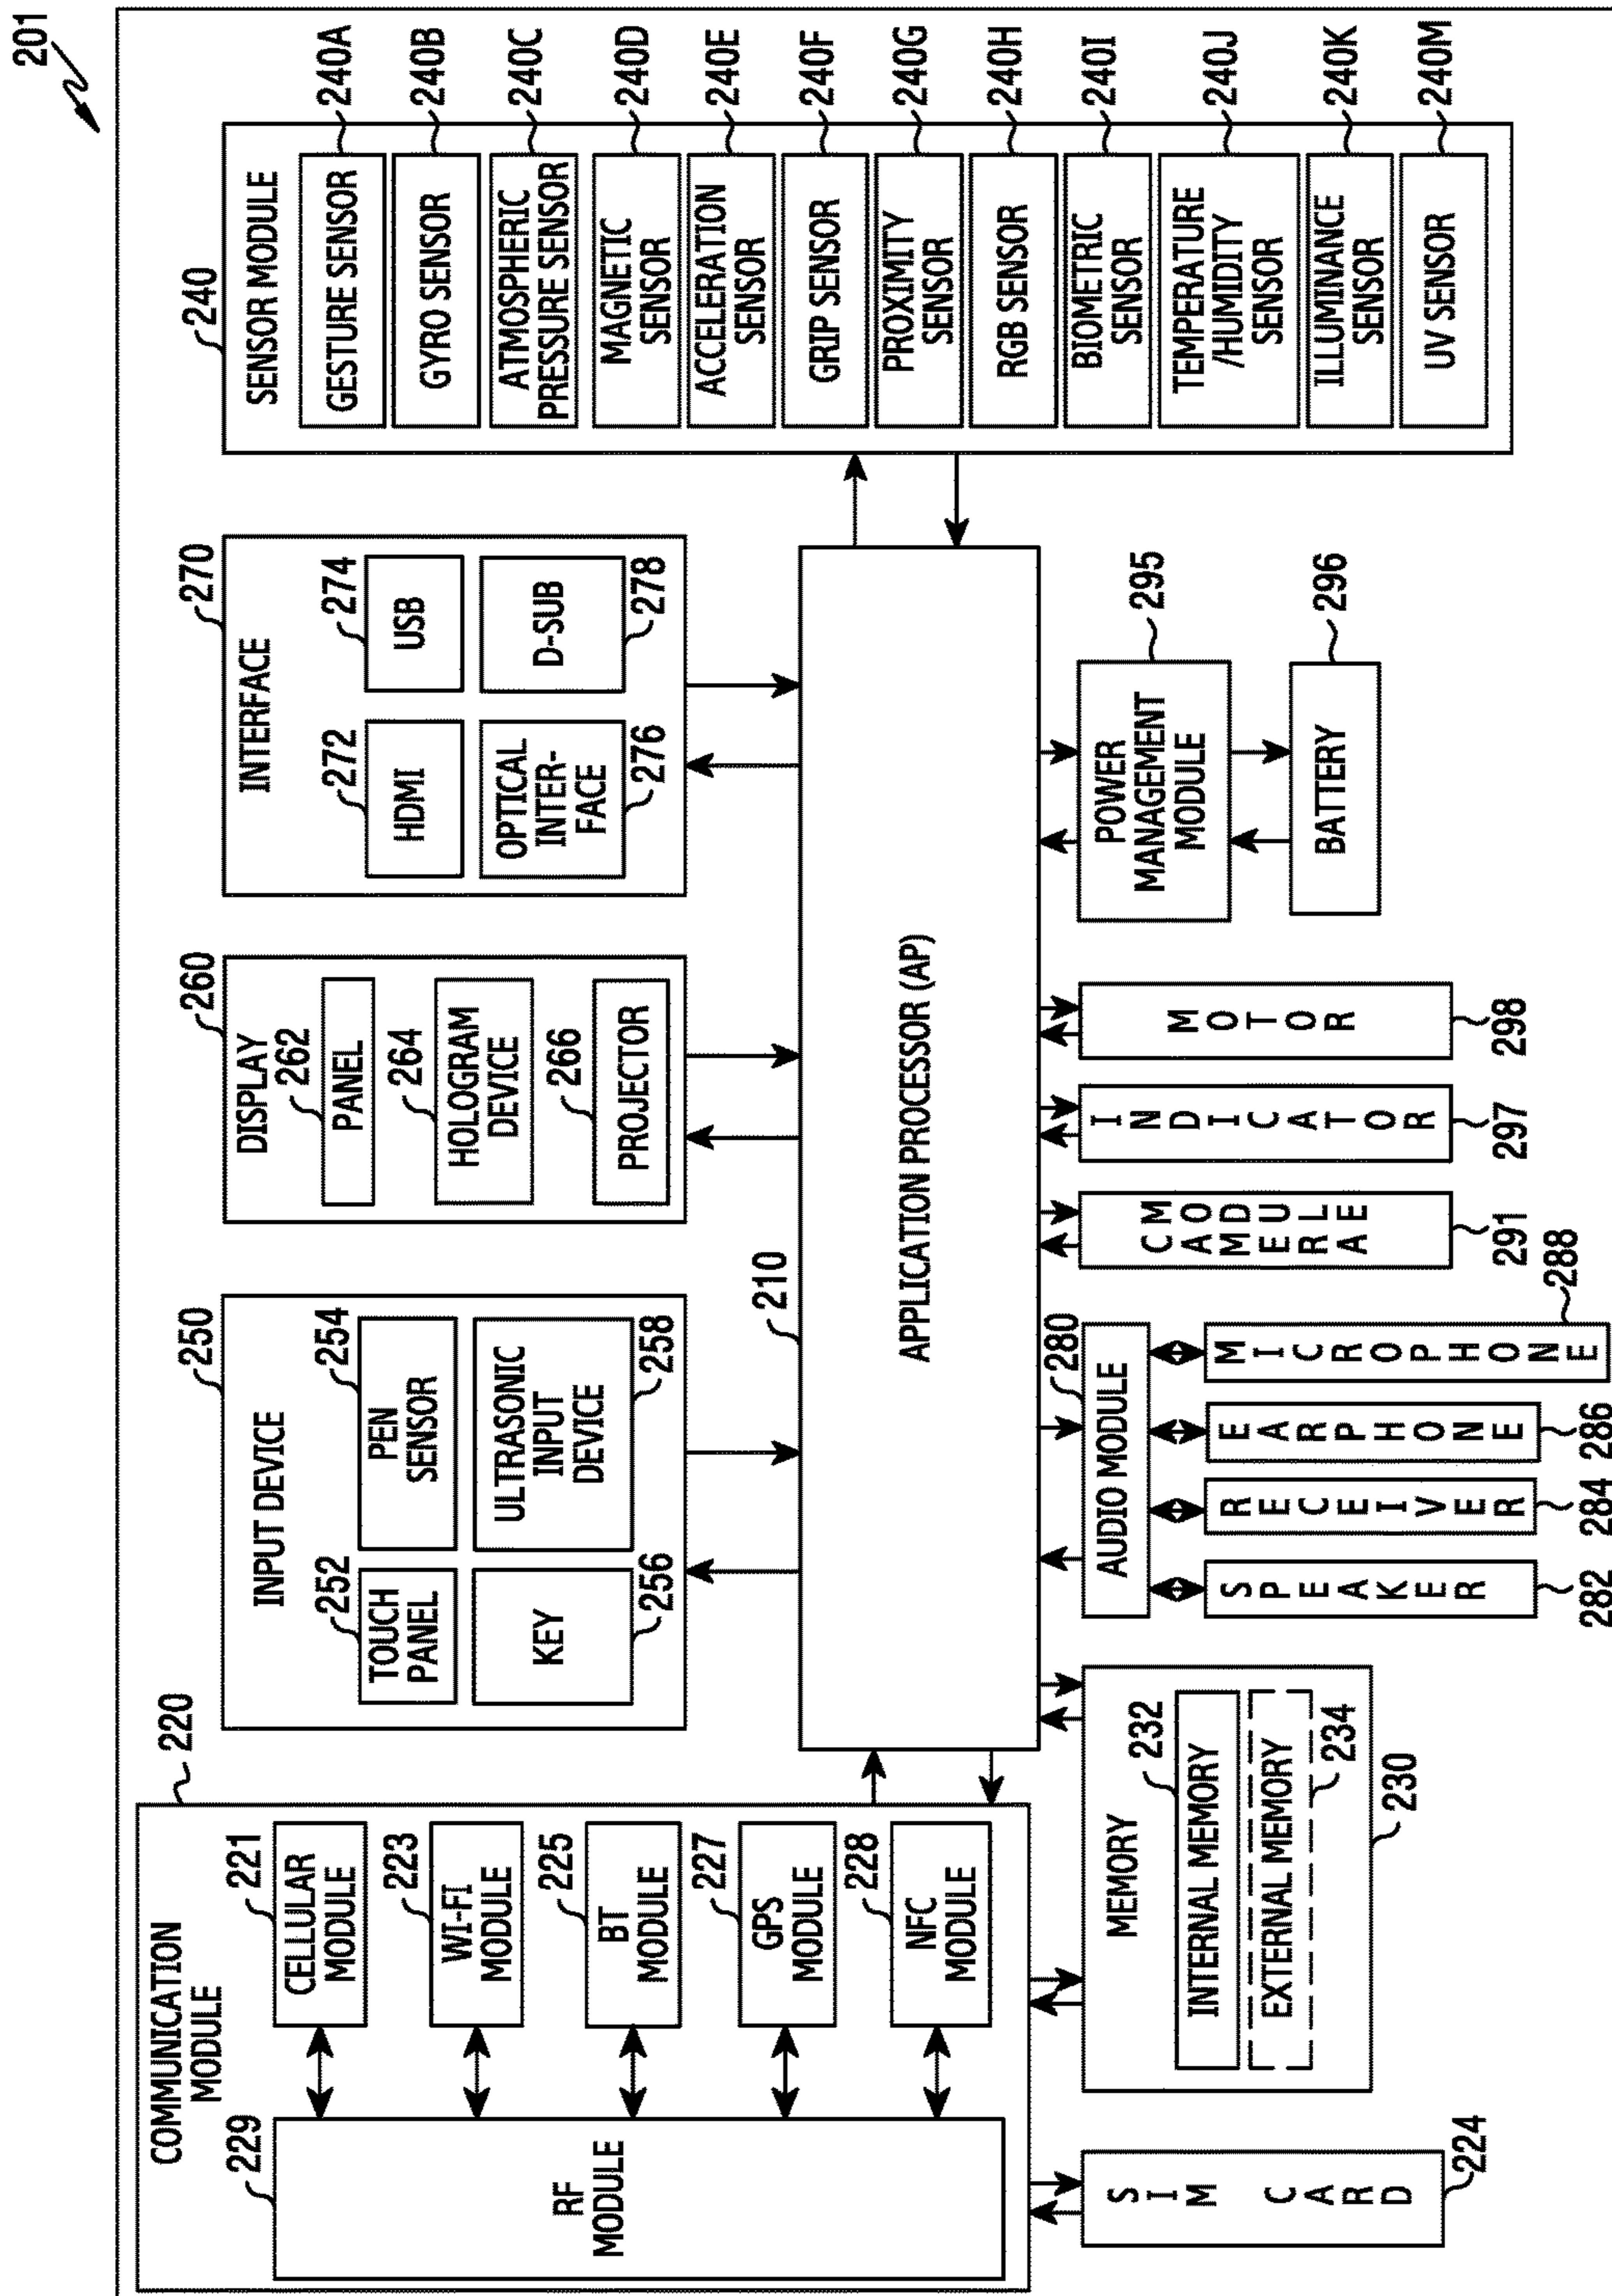 201
COMMUNICATION
MODULE
220
229
RF
MODULE
221
CELLULAR
MODULE
223
WI-FI
MODULE
225
BT
MODULE
227
GPS
MODULE
228
NFC
MODULE
250
INPUT DEVICE
252
TOUCH
PANEL
254
PEN
SENSOR
256
KEY
258
ULTRASONIC
INPUT
DEVICE
260
DISPLAY
262
PANEL
264
HOLOGRAM
DEVICE
266
PROJECTOR
270
INTERFACE
272
HDMI
274
USB
276
OPTICAL
INTER-
FACE
278
D-SUB
240
SENSOR MODULE
GESTURE SENSOR
240A
GYRO SENSOR
240B
ATMOSPHERIC
PRESSURE SENSOR
240C
MAGNETIC
SENSOR
240D
ACCELERATION
SENSOR
240E
GRIP SENSOR
240F
PROXIMITY
SENSOR
240G
RGB SENSOR
240H
BIOMETRIC
SENSOR
240I
TEMPERATURE
/HUMIDITY
SENSOR
240J
ILLUMINANCE
SENSOR
240K
UV SENSOR
240M
210
APPLICATION PROCESSOR (AP)
SIM CARD
224
MEMORY
232
INTERNAL MEMORY
EXTERNAL MEMORY
234
230
AUDIO MODULE
280
SPEAKER
282
RECEIVER
284
EARPHONE
286
MICROPHONE
288
CAMERA
MODULE
291
INDICATOR
297
MOTOR
298
POWER
MANAGEMENT
MODULE
295
BATTERY
296